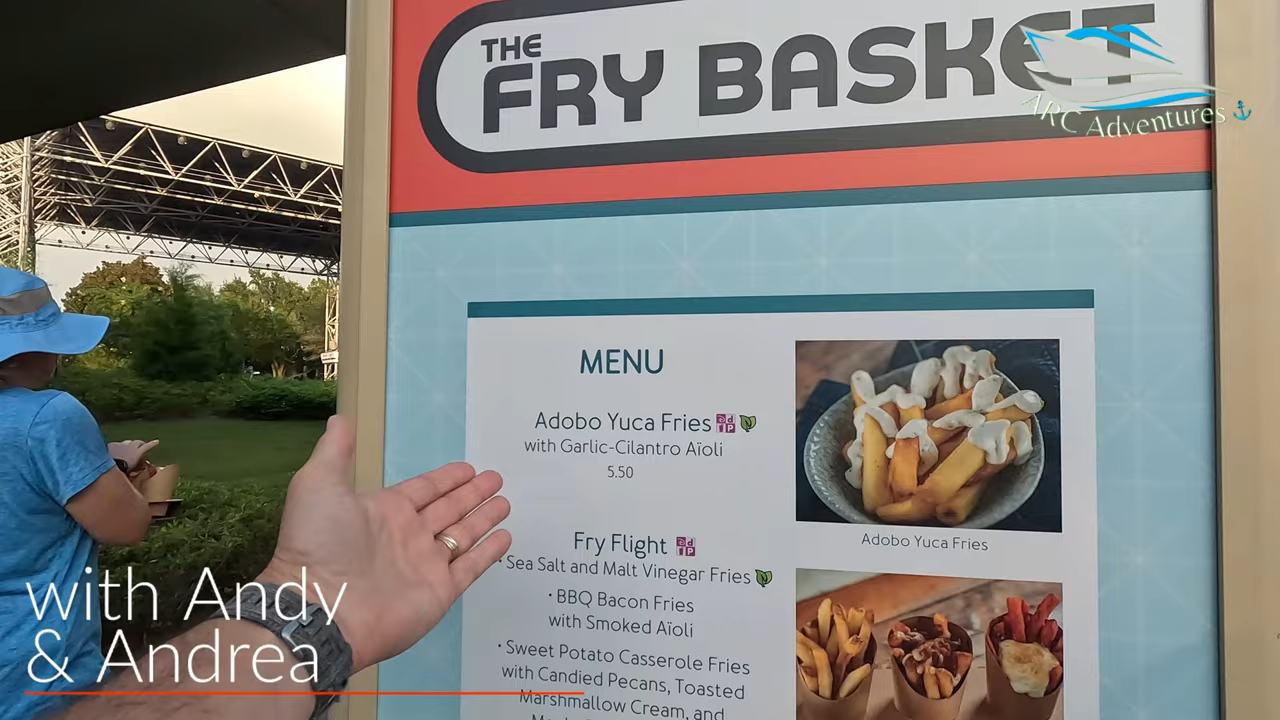 THE
FRY BASKET
ARC Adventures
MENU
Adobo Yuca Fries
with Garlic-Cilantro Aïoli
5.50
Adobo Yuca Fries
Fry Flight
· Sea Salt and Malt Vinegar Fries
· BBQ Bacon Fries
with Smoked Aïoli
· Sweet Potato Casserole Fries
with Candied Pecans, Toasted
Marshmallow Cream, and
with Andy
& Andrea